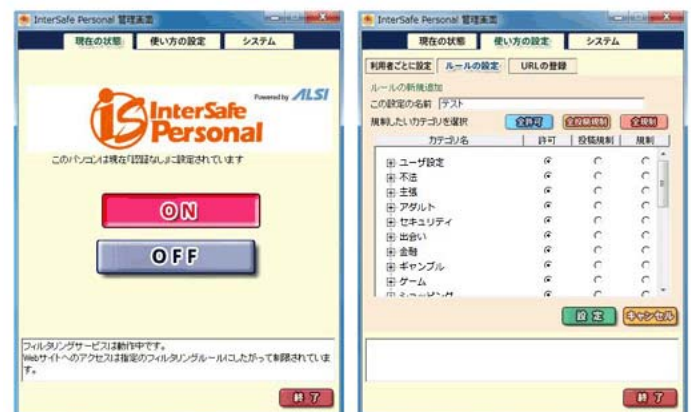 InterSafe Personal 管理画面
現在の状態 使い方の設定 システム
Powered by ALSI
InterSafe
Personal
このパソコンは現在「認証なし」に設定されています
ON
OFF
フィルタリングサービスは動作中です。
Webサイトへのアクセスは指定のフィルタリングルールにしたがって制限されていま
す。
終了
InterSafe Personal 管理画面
現在の状態 使い方の設定 システム
利用者ごとに設定 ルールの設定 URLの登録
ルールの新規追加
この設定の名前 テスト
規制したいカテゴリを選択 全許可 全投稿規制 全規制
カテゴリ名 許可 投稿規制 規制
ユーザ設定
不法
主張
アダルト
セキュリティ
出会い
金融
ギャンブル
ゲーム
ショッピング
設定 キャンセル
終了